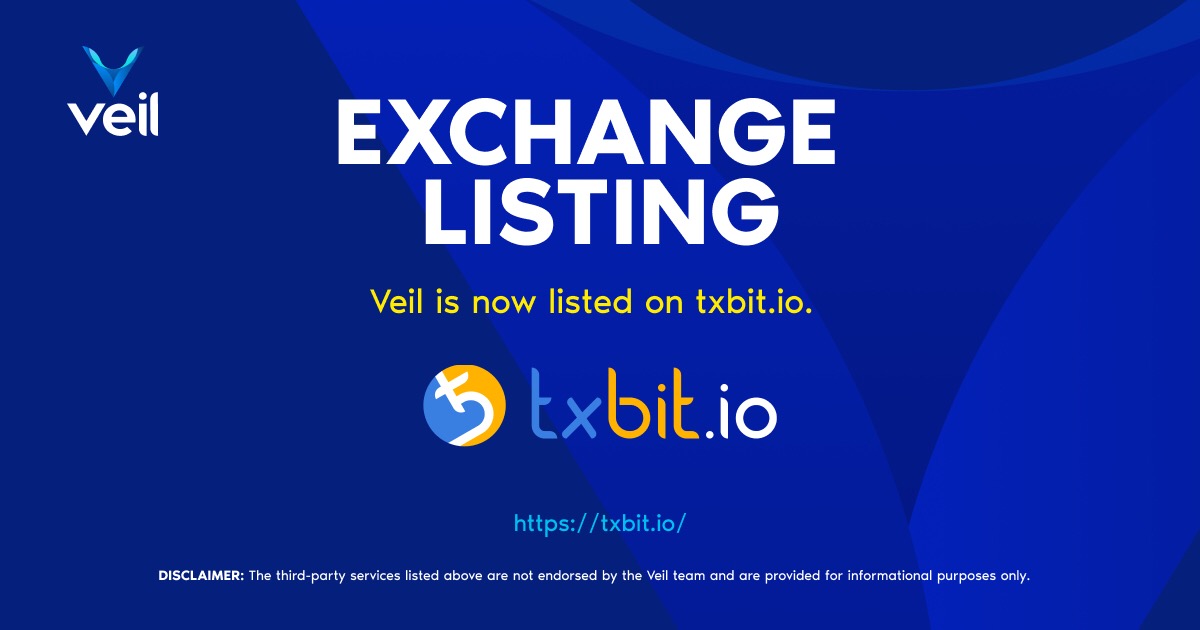 veil
EXCHANGE
LISTING
Veil is now listed on txbit.io.
txbit.io
https://txbit.io/
DISCLAIMER: The third-party services listed above are not endorsed by the Veil team and are provided for informational purposes only.